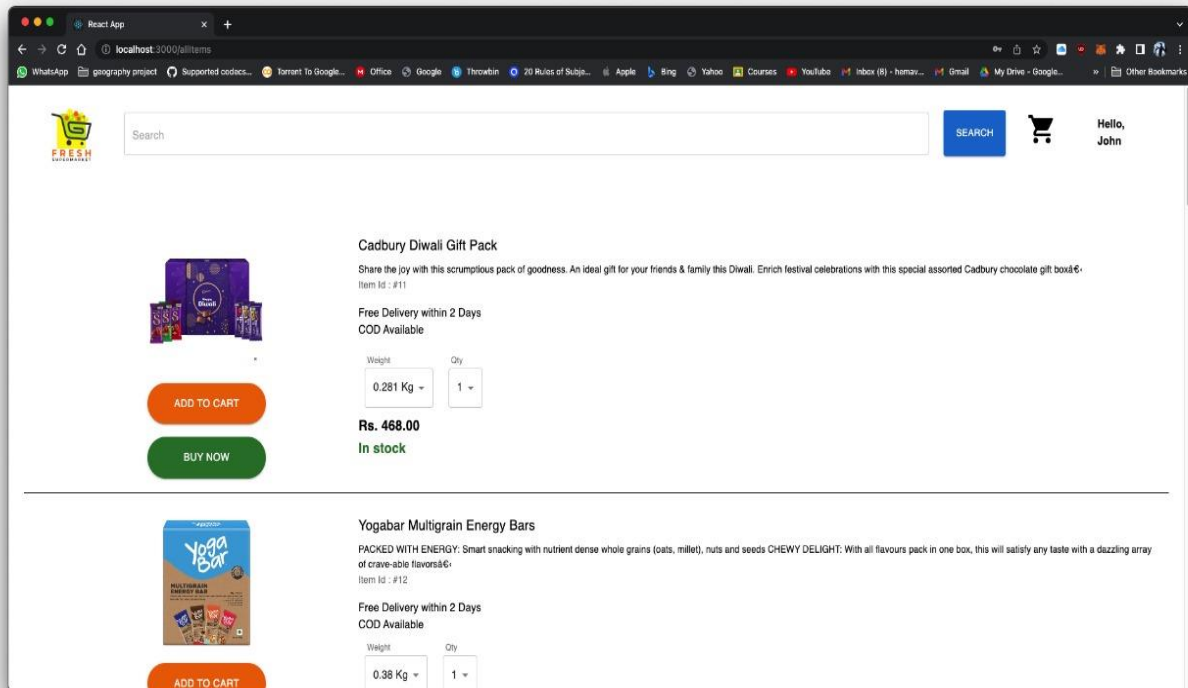 React App
localhost:3000/allItems
WhatsApp geography project Supported codecs... Torrent To Google... Office Google Throwbin 20 Rules of Subje... Apple Bing Yahoo Courses YouTube Inbox (8) - hemav... Gmail My Drive - Google... » Other Bookmarks
FRESH
SUPERMARKET
Search
SEARCH
Hello,
John
Cadbury Diwali Gift Pack
Share the joy with this scrumptious pack of goodness. An ideal gift for your friends & family this Diwali. Enrich festival celebrations with this special assorted Cadbury chocolate gift boxâ€‹
Item Id : #11
Free Delivery within 2 Days
COD Available
Diwali
Weight Qty
0.281 Kg 1
ADD TO CART
Rs. 468.00
In stock
BUY NOW
Yogabar Multigrain Energy Bars
PACKED WITH ENERGY: Smart snacking with nutrient dense whole grains (oats, millet), nuts and seeds CHEWY DELIGHT: With all flavours pack in one box, this will satisfy any taste with a dazzling array
of crave-able flavorsâ€‹
Item Id : #12
Yoga
Bar
MULTIGRAIN
ENERGY BAR
Free Delivery within 2 Days
COD Available
Weight Qty
0.38 Kg 1
ADD TO CART